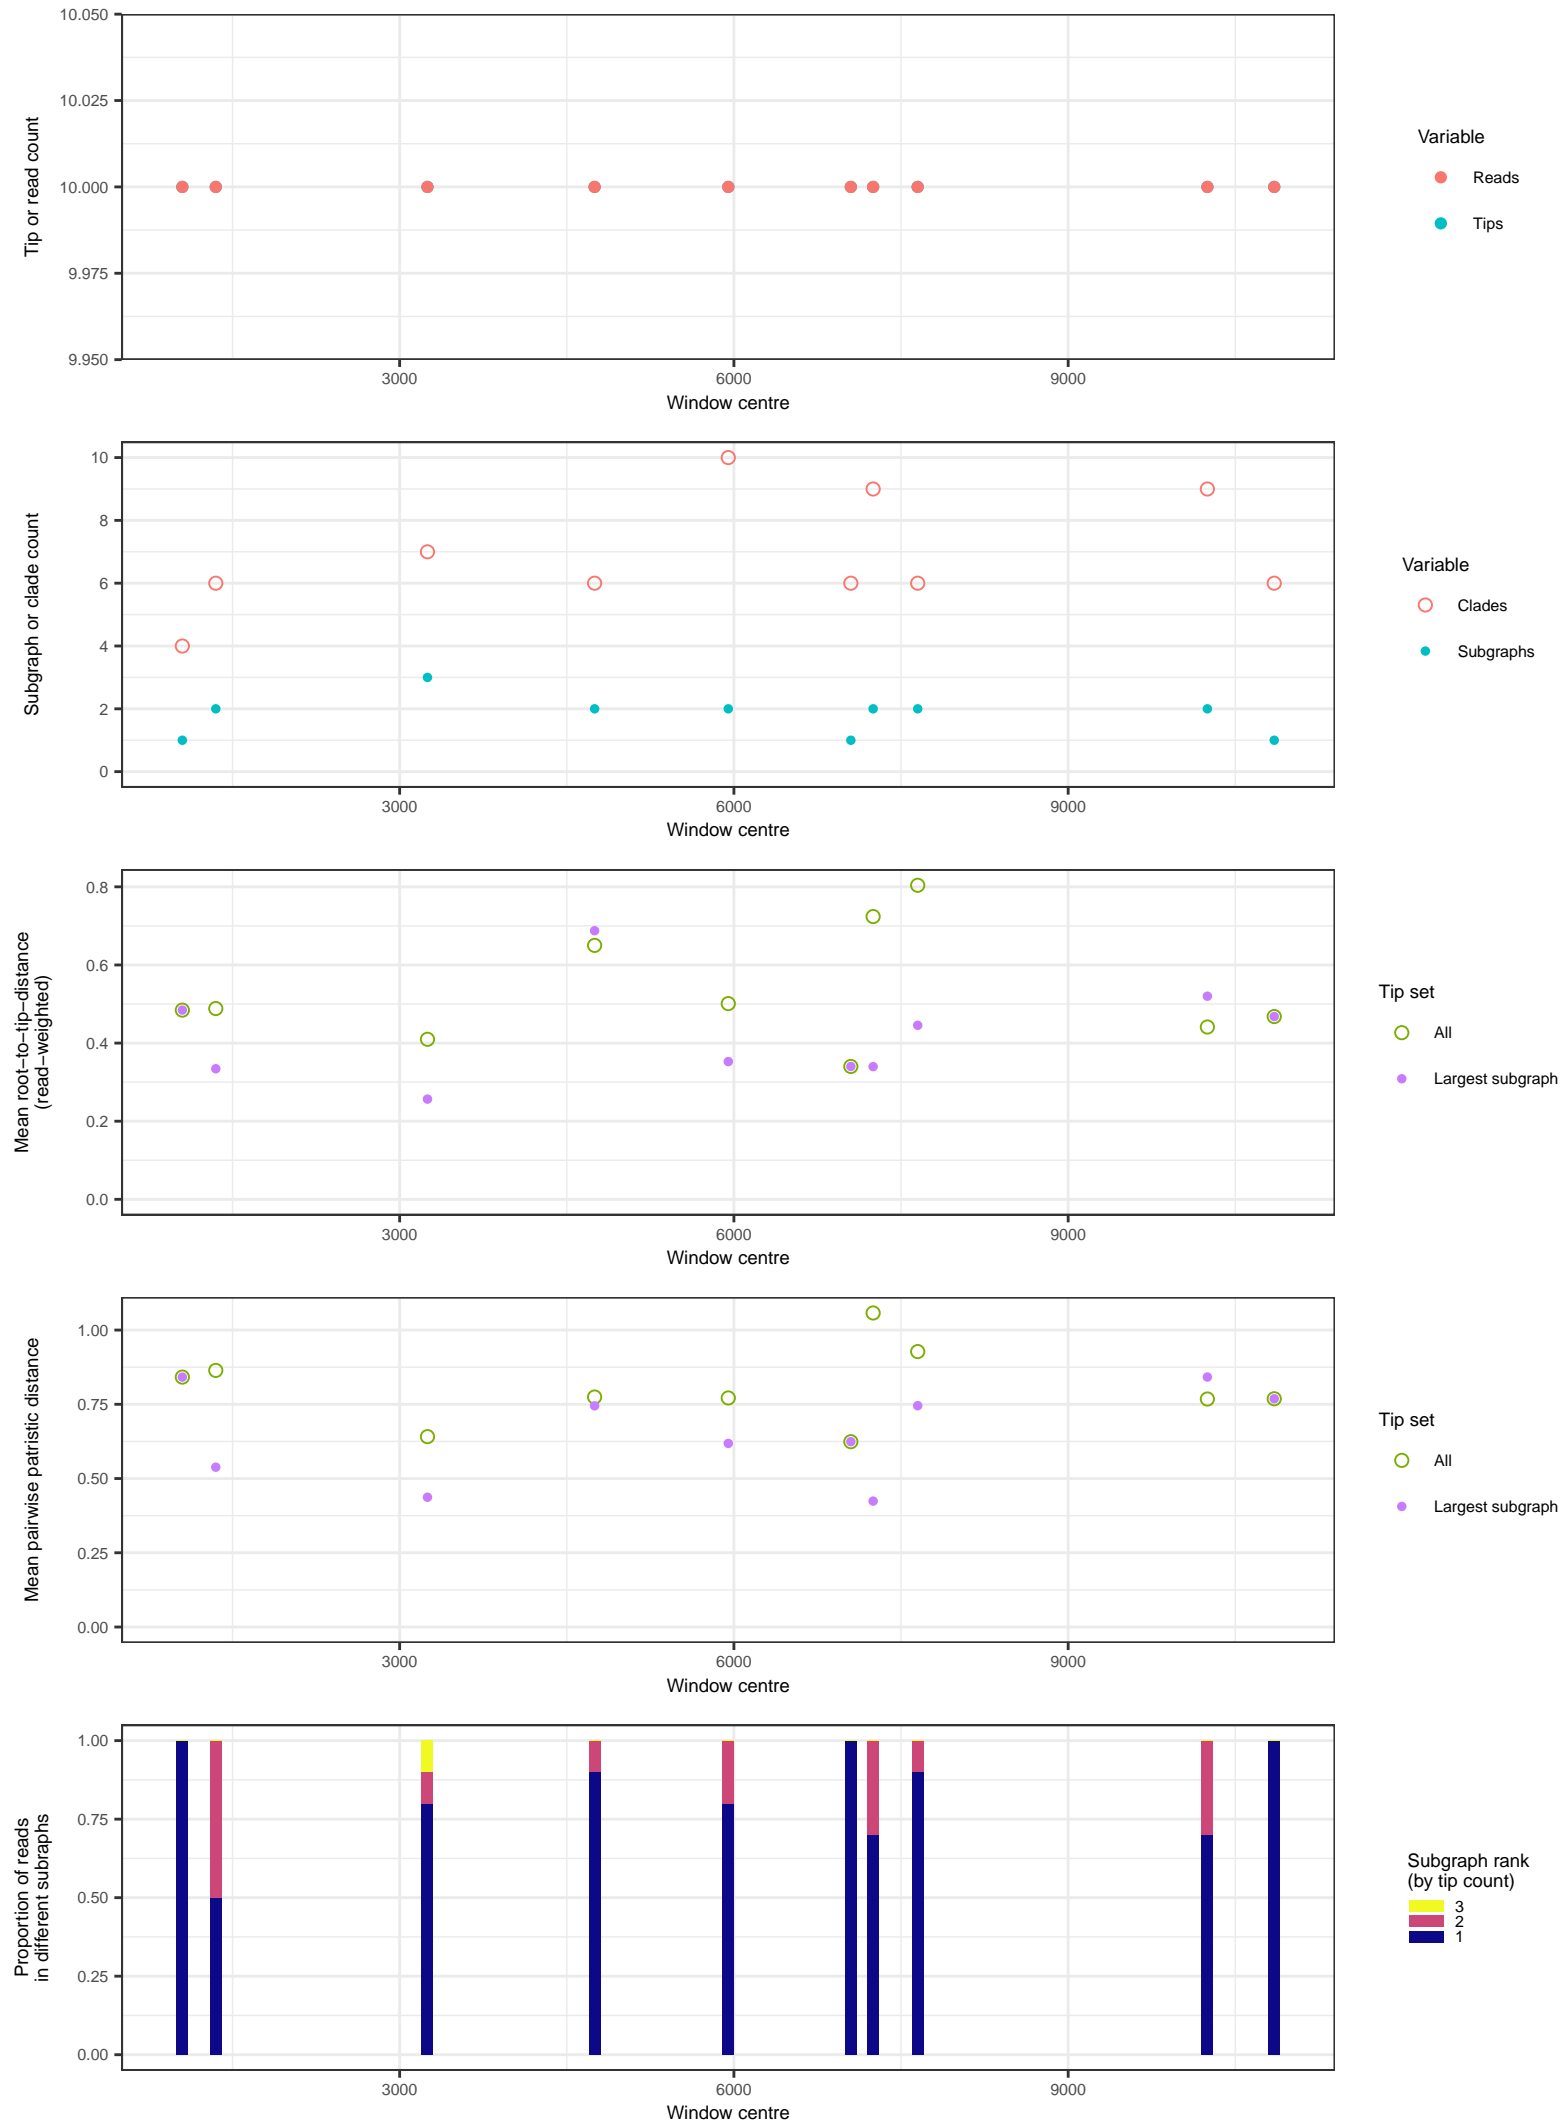 10.050
10.025
10.000
9.975
9.950
Tip or read count
3000
6000
9000
Window centre
Variable
Reads
Tips
10
8
6
4
2
0
Subgraph or clade count
3000
6000
9000
Window centre
Variable
Clades
Subgraphs
0.8
0.6
0.4
0.2
0.0
Mean root−to−tip−distance
(read−weighted)
3000
6000
9000
Window centre
Tip set
All
Largest subgraph
1.00
0.75
0.50
0.25
0.00
Mean pairwise patristic distance
3000
6000
9000
Window centre
Tip set
All
Largest subgraph
1.00
0.75
0.50
0.25
0.00
Proportion of reads
in different subraphs
3000
6000
9000
Window centre
Subgraph rank
(by tip count)
3
2
1